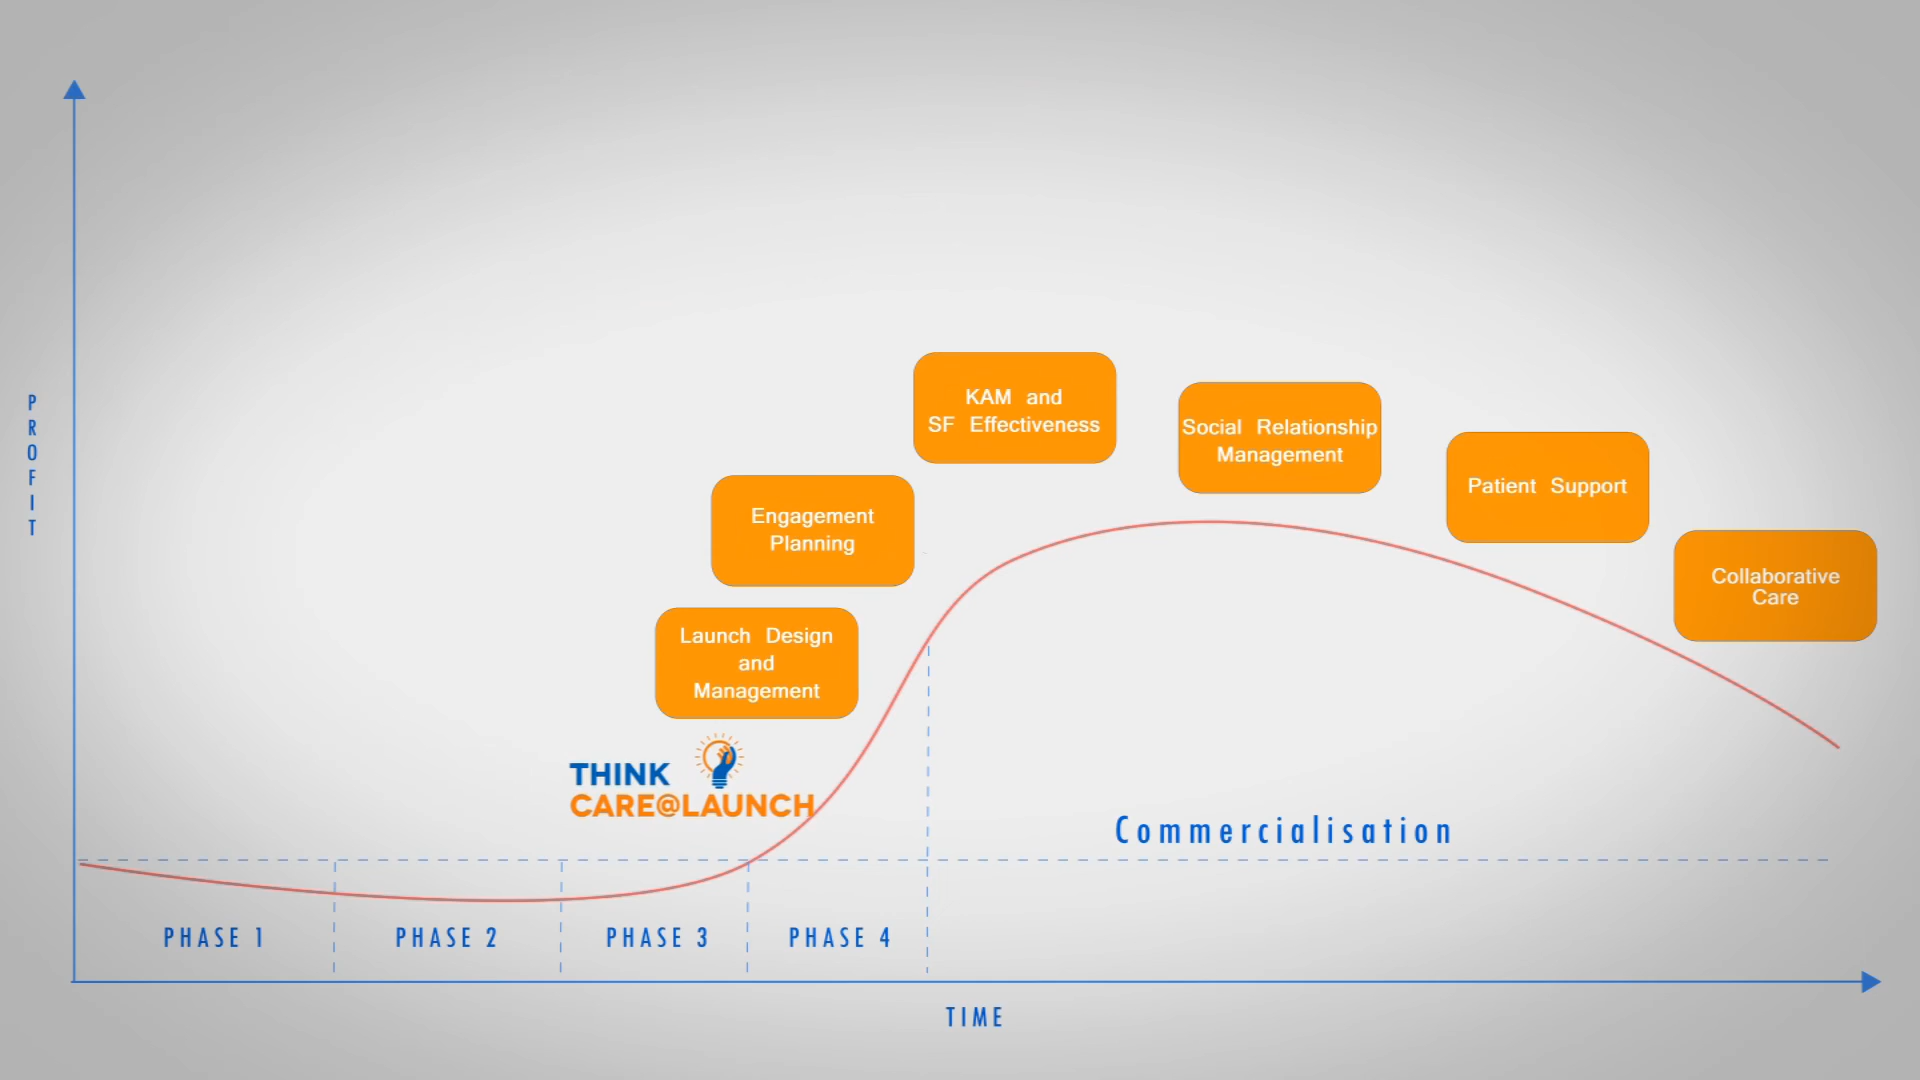 PROFIT
KAM and
SF Effectiveness
Social Relationship
Management
Patient Support
Engagement
Planning
Collaborative
Care
Launch Design
and
Management
THINK
CARE@LAUNCH
Commercialisation
PHASE 1
PHASE 2
PHASE 3
PHASE 4
TIME